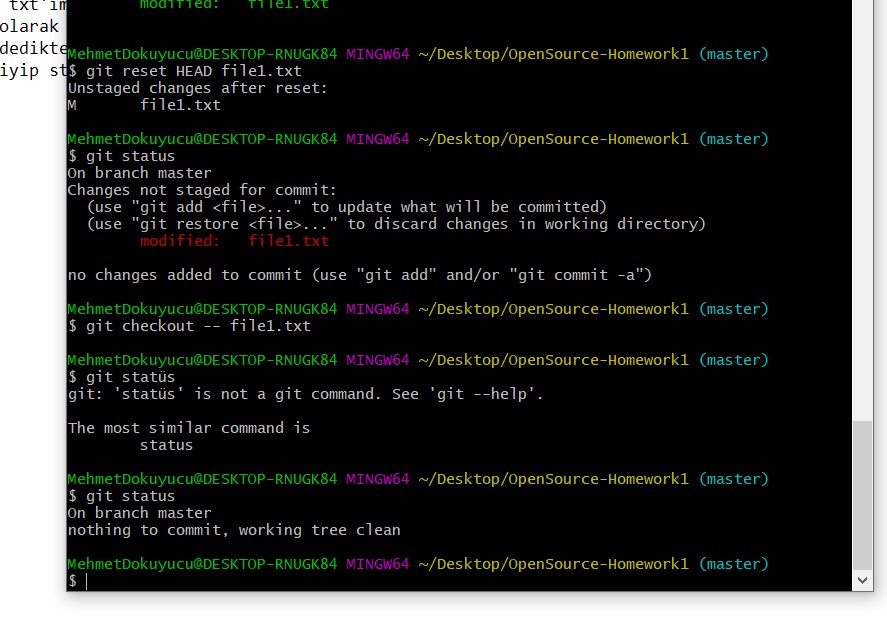 txt'im
olarak
dedikte
iyip st
modified:   file1.txt
MehmetDokuyucu@DESKTOP-RNUGK84 MINGW64 ~/Desktop/OpenSource-Homework1 (master)
$ git reset HEAD file1.txt
Unstaged changes after reset:
M       file1.txt
MehmetDokuyucu@DESKTOP-RNUGK84 MINGW64 ~/Desktop/OpenSource-Homework1 (master)
$ git status
On branch master
Changes not staged for commit:
  (use "git add <file>..." to update what will be committed)
  (use "git restore <file>..." to discard changes in working directory)
        modified:   file1.txt
no changes added to commit (use "git add" and/or "git commit -a")
MehmetDokuyucu@DESKTOP-RNUGK84 MINGW64 ~/Desktop/OpenSource-Homework1 (master)
$ git checkout -- file1.txt
MehmetDokuyucu@DESKTOP-RNUGK84 MINGW64 ~/Desktop/OpenSource-Homework1 (master)
$ git statüs
git: 'statüs' is not a git command. See 'git --help'.
The most similar command is
        status
MehmetDokuyucu@DESKTOP-RNUGK84 MINGW64 ~/Desktop/OpenSource-Homework1 (master)
$ git status
On branch master
nothing to commit, working tree clean
MehmetDokuyucu@DESKTOP-RNUGK84 MINGW64 ~/Desktop/OpenSource-Homework1 (master)
$